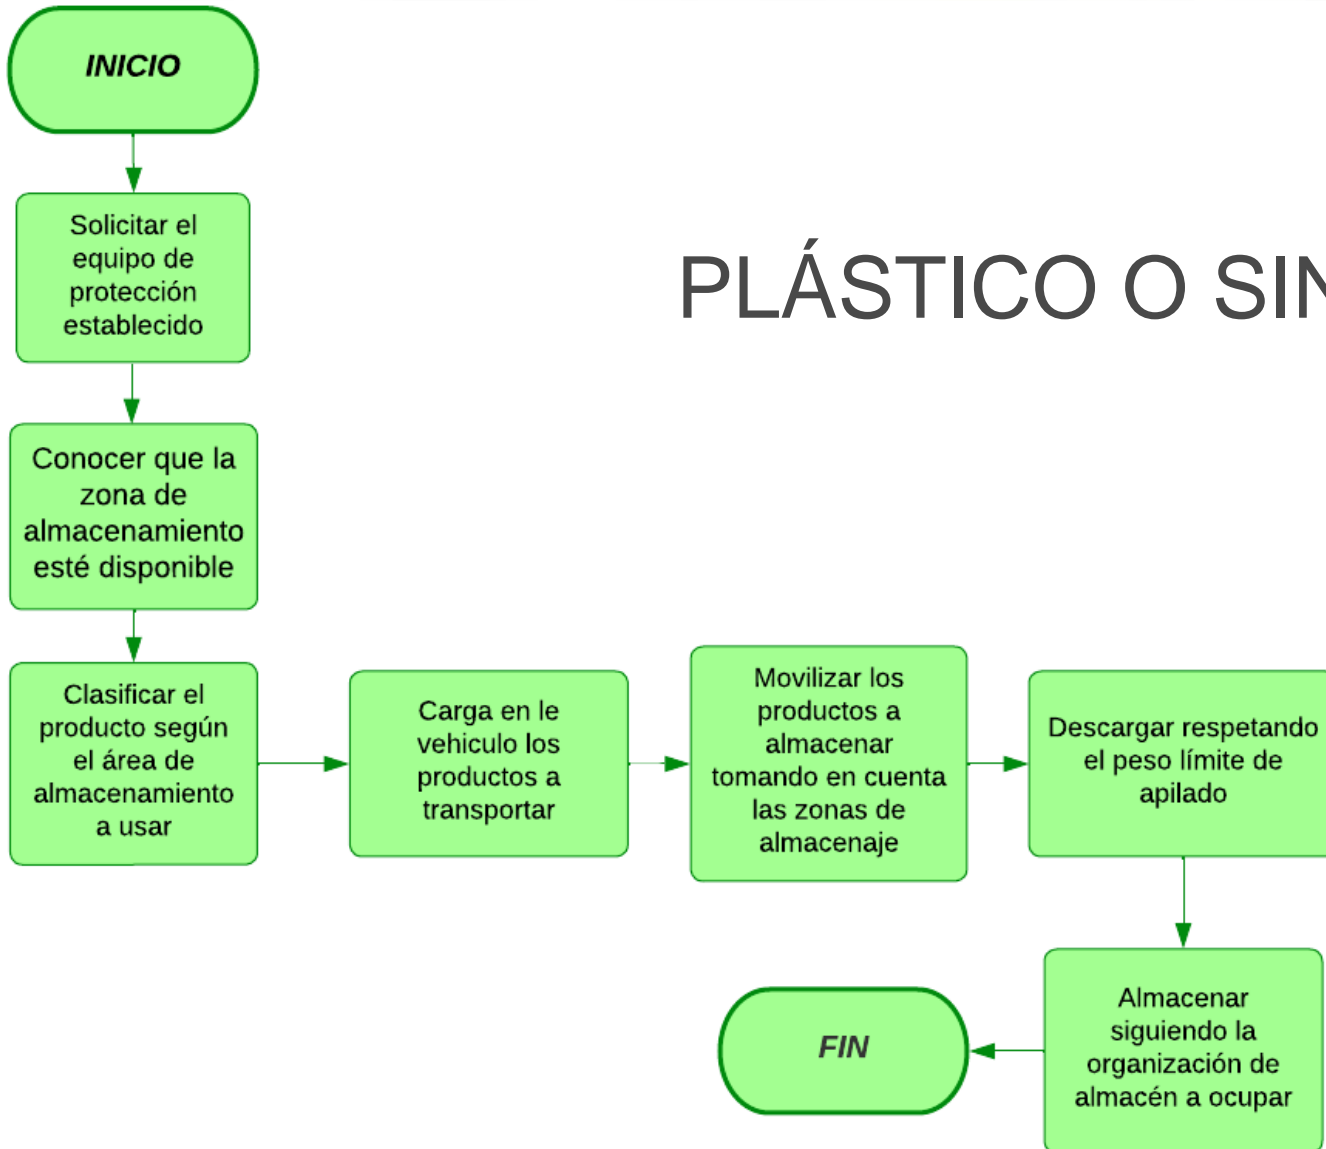 INICIO
Solicitar el
equipo de
protección
establecido
PLÁSTICO O SIN
Conocer que la
zona de
almacenamiento
esté disponible
Clasificar el
producto según
el área de
almacenamiento
a usar
Carga en le
vehiculo los
productos a
transportar
Movilizar los
productos a
almacenar
tomando en cuenta
las zonas de
almacenaje
Descargar respetando
el peso límite de
apilado
Almacenar
siguiendo la
organización de
almacén a ocupar
FIN